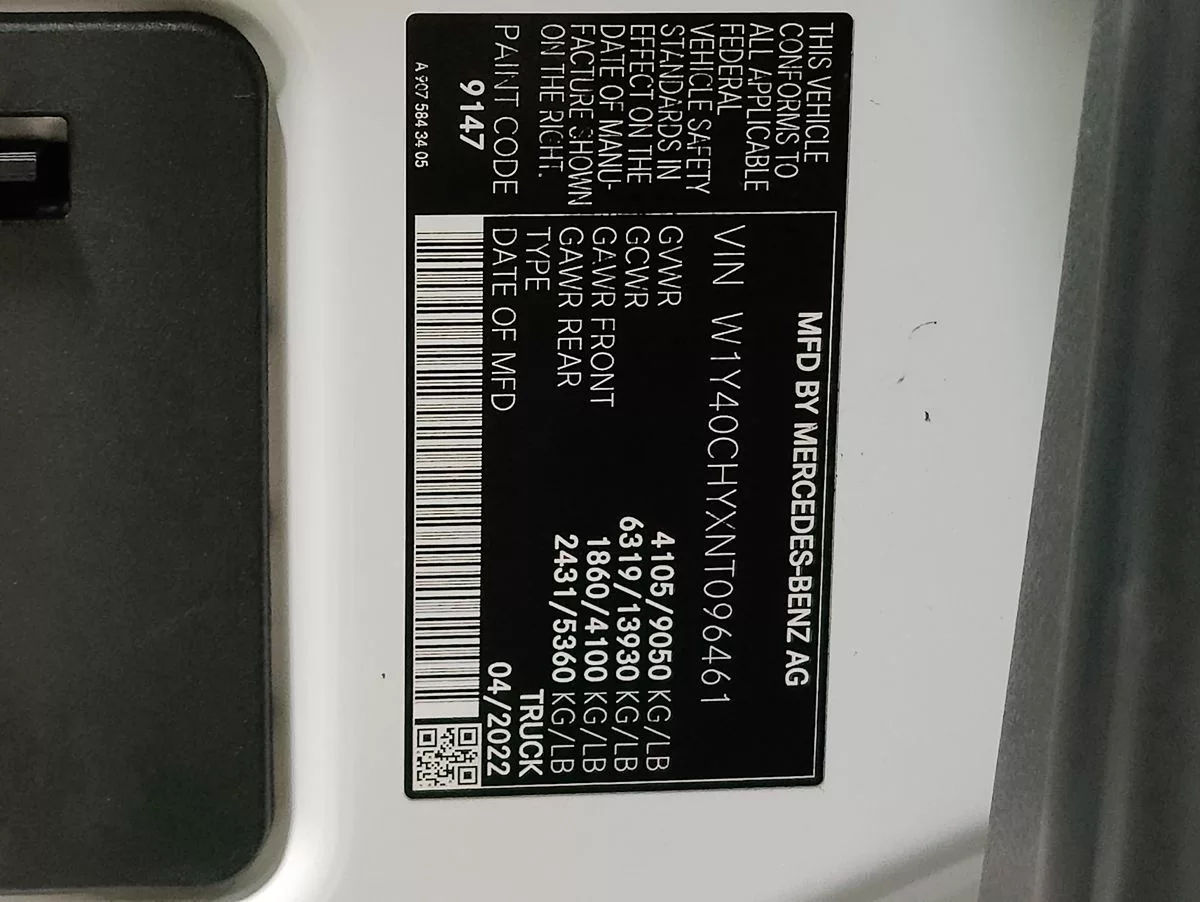 THIS VEHICLE
CONFORMS TO
ALL APPLICABLE
FEDERAL
VEHICLE SAFETY
STANDARDS IN
EFFECT ON THE
DATE OF MANU-
FACTURE SHOWN
ON THE RIGHT.
PAINT CODE
9147
A 907 584 34 05
MFD BY MERCEDES-BENZ AG
VIN W1Y40CHYXNT096461
GVWR 4105/9050 KG/LB
GCWR 6319/13930 KG/LB
GAWR FRONT 1860/4100 KG/LB
GAWR REAR 2431/5360 KG/LB
TYPE TRUCK
DATE OF MFD 04/2022